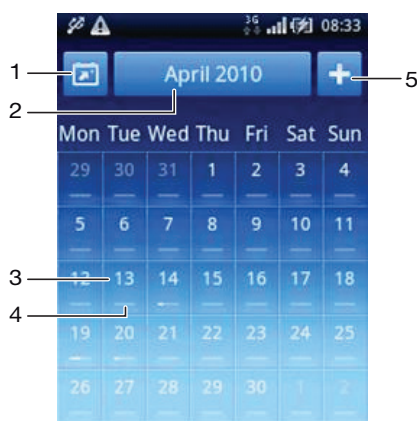 3G 08:33
1 April 2010 5
2
Mon Tue Wed Thu Fri Sat Sun
29 30 31 1 2 3 4
5 6 7 8 9 10 11
3 12 13 14 15 16 17 18
4
19 20 21 22 23 24 25
26 27 28 29 30 1 2